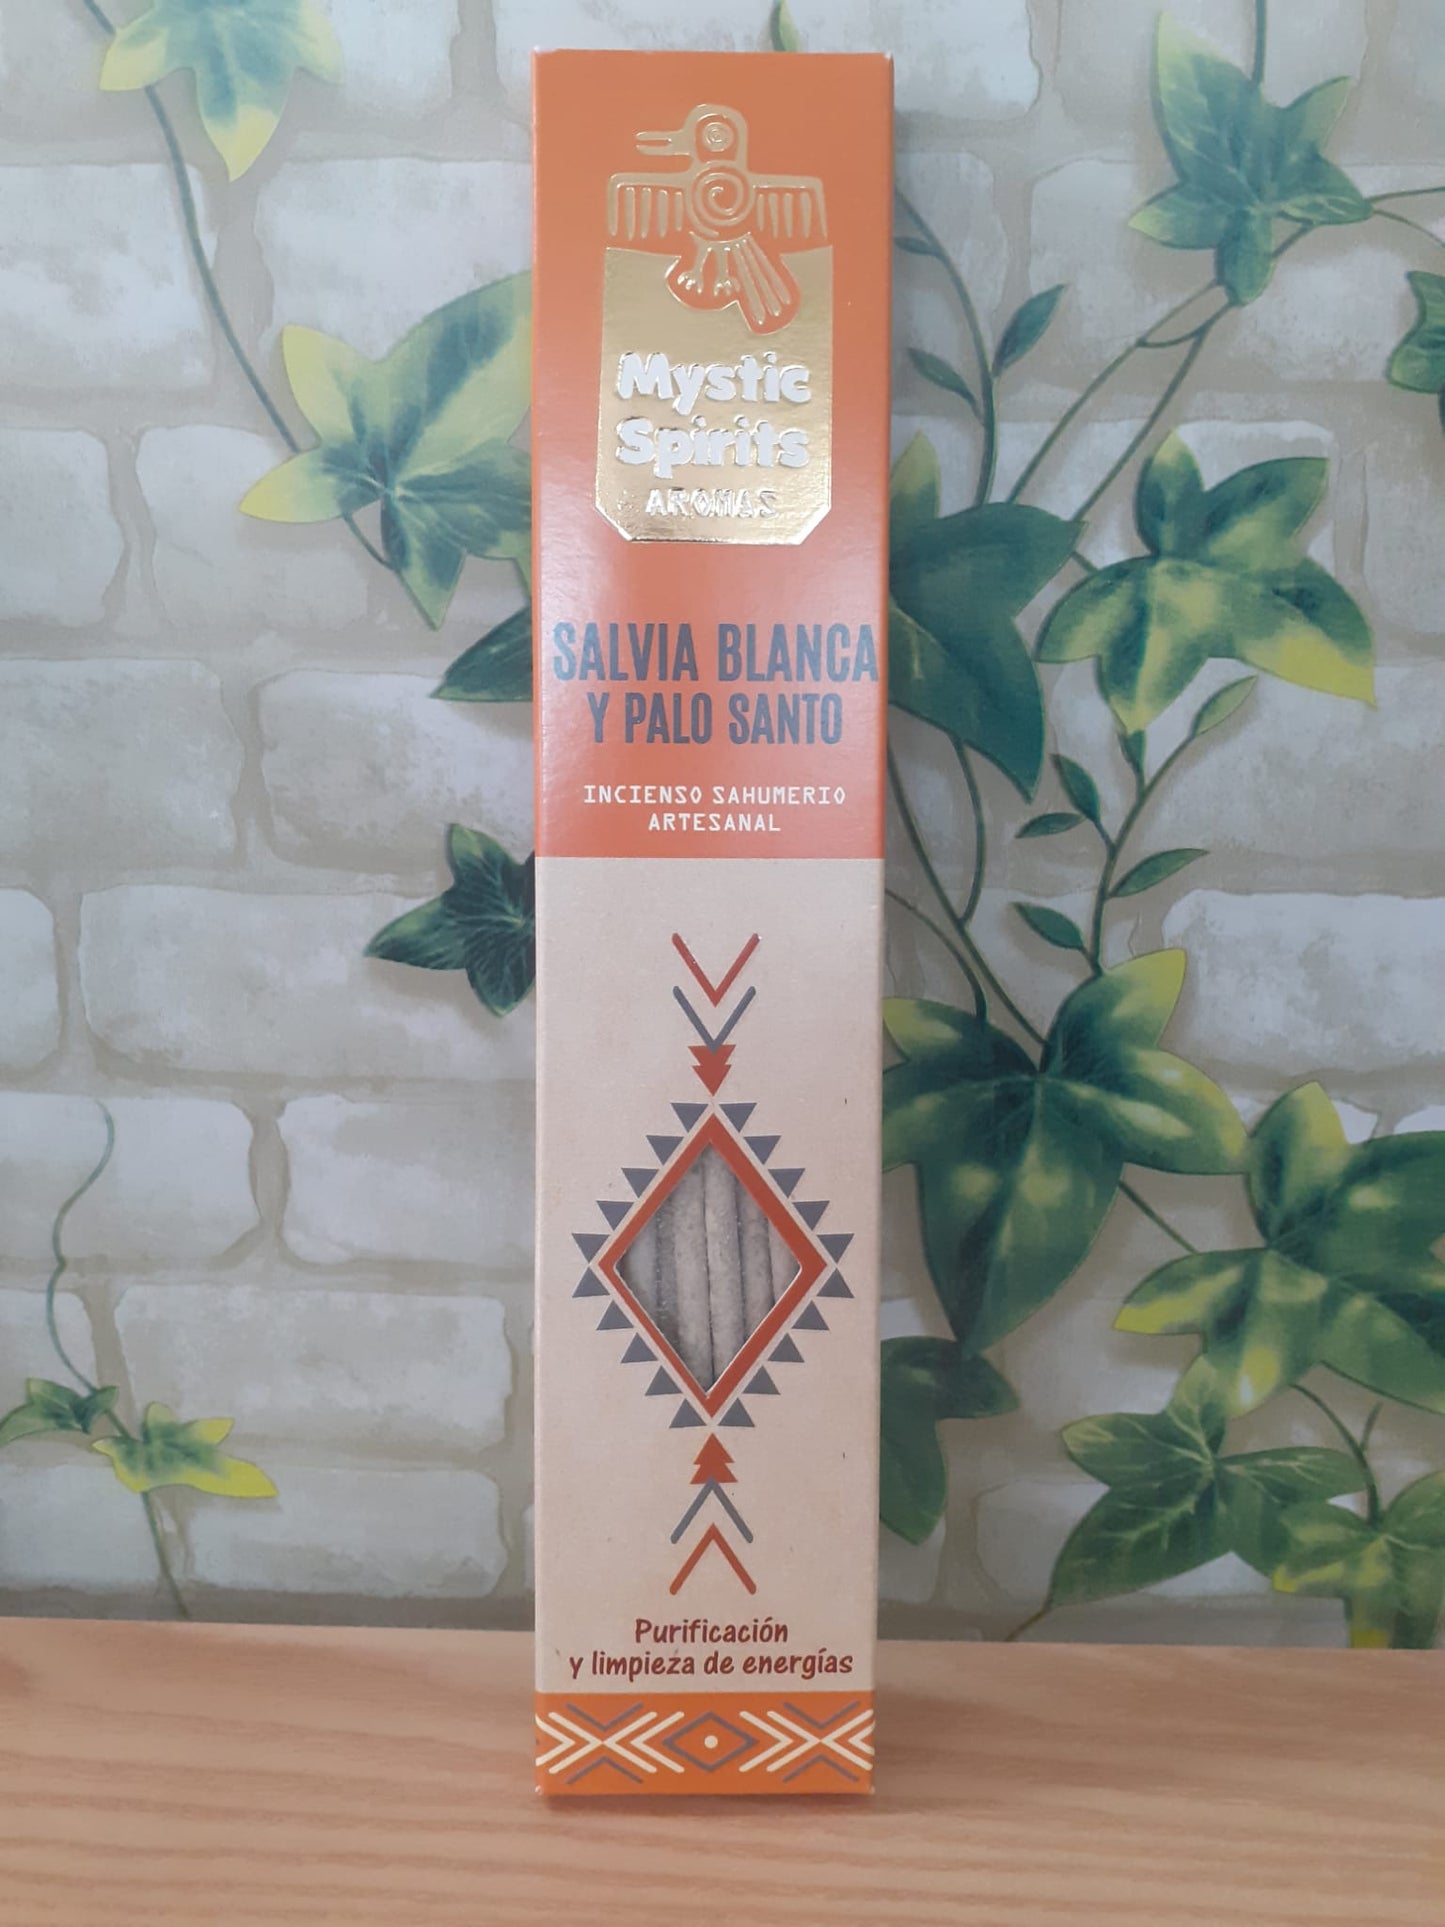 Mystic
Spirits
AROMAS
SALVIA BLANCA
Y PALO SANTO
INCIENSO SAHUMERIO
ARTESANAL
Purificación
y limpieza de energías